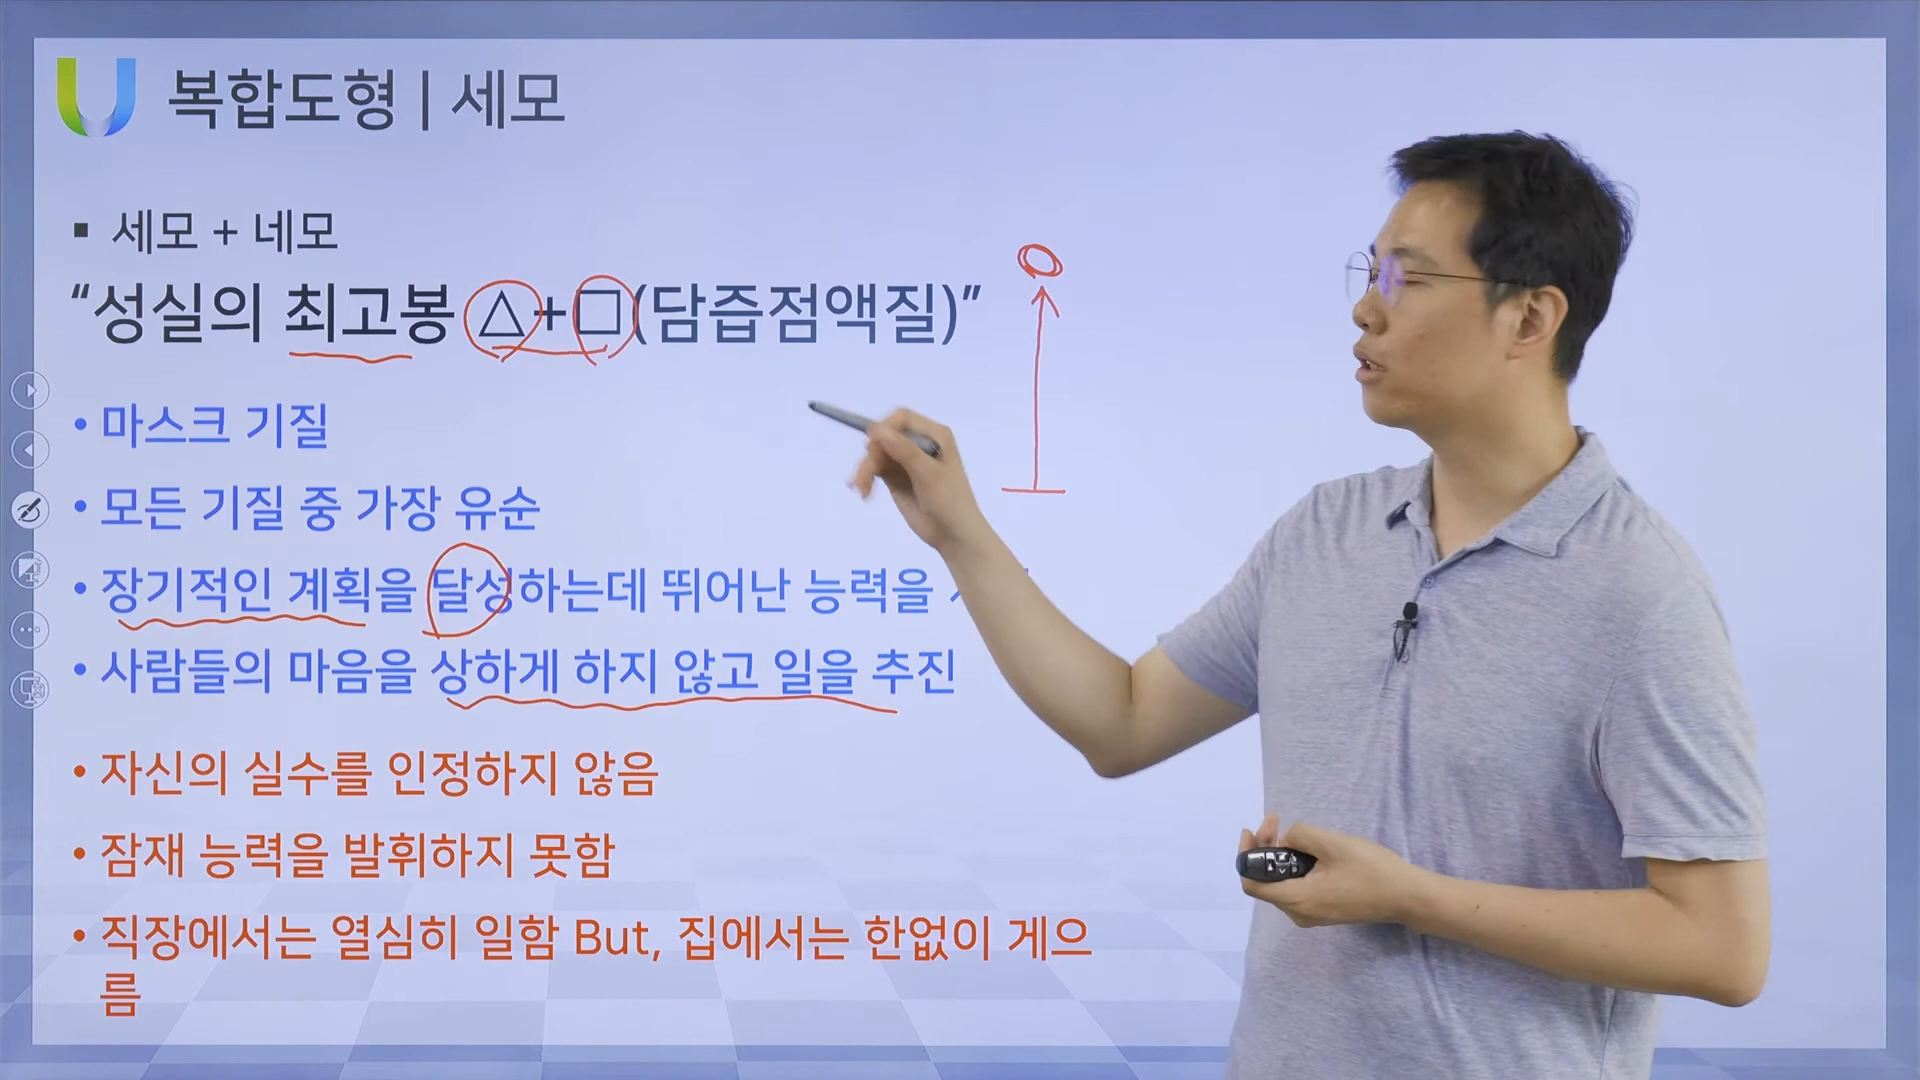 복합도형 | 세모
▪ 세모 + 네모
“성실의 최고봉 △+□(담즙점액질)”
• 마스크 기질
• 모든 기질 중 가장 유순
• 장기적인 계획을 달성하는데 뛰어난 능력을
• 사람들의 마음을 상하게 하지 않고 일을 추진
• 자신의 실수를 인정하지 않음
• 잠재 능력을 발휘하지 못함
• 직장에서는 열심히 일함 But, 집에서는 한없이 게으
름